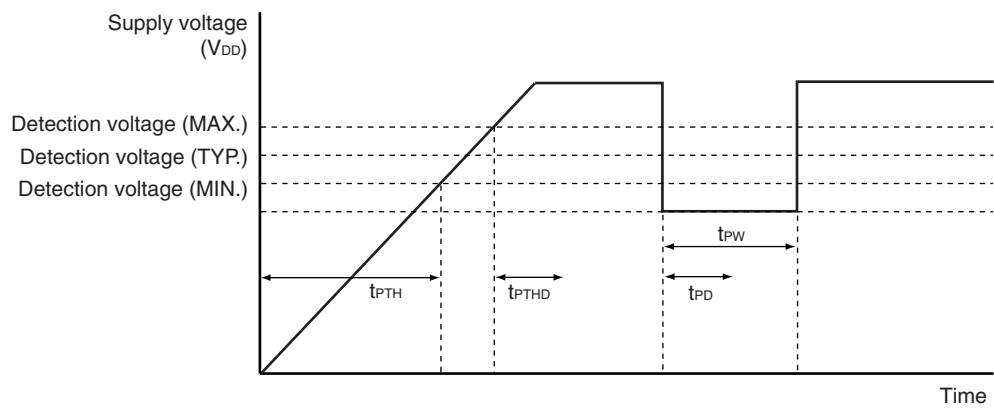 Supply voltage
(VDD)
Detection voltage (MAX.)
Detection voltage (TYP.)
Detection voltage (MIN.)
tPW
tPTH
tPTHD
tPD
Time